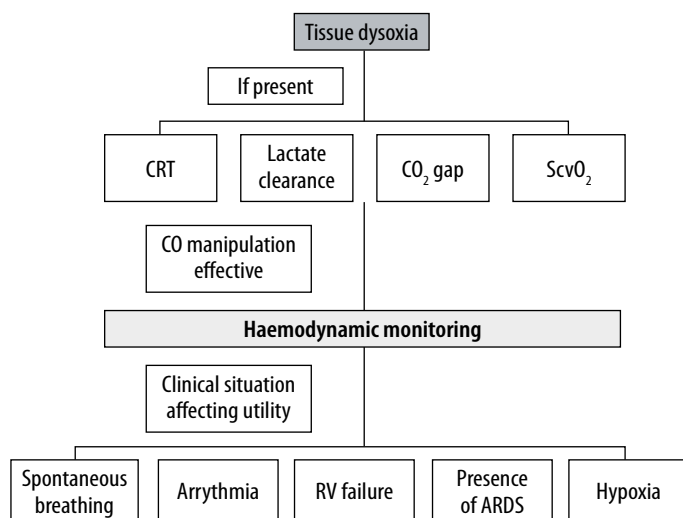 Tissue dysoxia
If present
CRT
Lactate
clearance
CO₂ gap
ScvO₂
CO manipulation
effective
Haemodynamic monitoring
Clinical situation
affecting utility
Spontaneous
breathing
Arrythmia
RV failure
Presence
of ARDS
Hypoxia